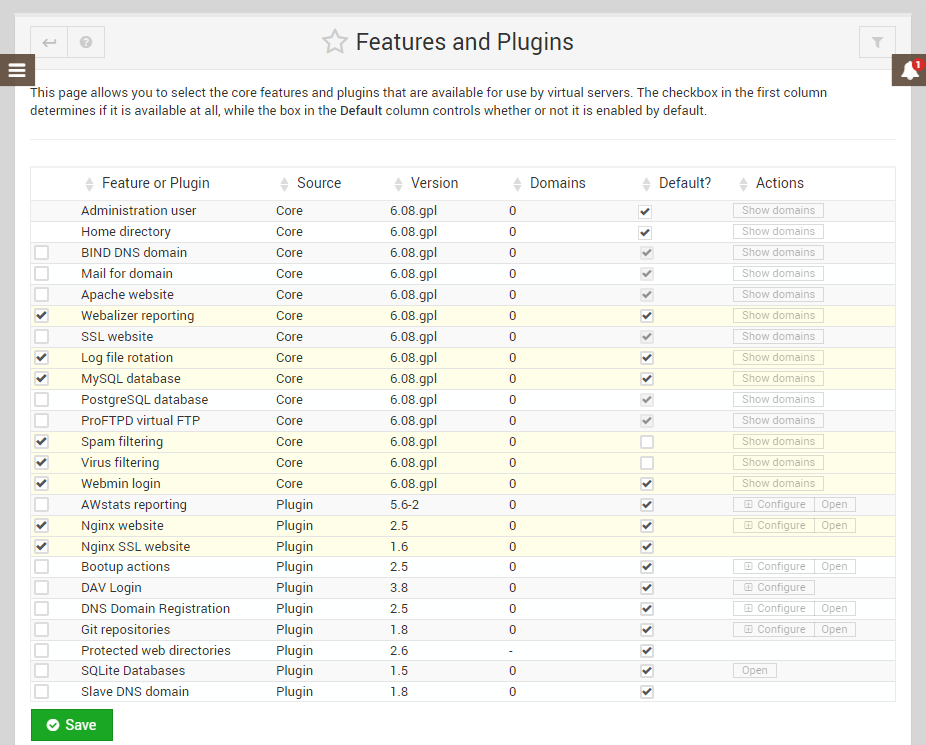 Features and Plugins
1
This page allows you to select the core features and plugins that are available for use by virtual servers. The checkbox in the first column
determines if it is available at all, while the box in the Default column controls whether or not it is enabled by default.
Feature or Plugin Source Version Domains Default? Actions
Administration user Core 6.08.gpl 0 Show domains
Home directory Core 6.08.gpl 0 Show domains
BIND DNS domain Core 6.08.gpl 0 Show domains
Mail for domain Core 6.08.gpl 0 Show domains
Apache website Core 6.08.gpl 0 Show domains
Webalizer reporting Core 6.08.gpl 0 Show domains
SSL website Core 6.08.gpl 0 Show domains
Log file rotation Core 6.08.gpl 0 Show domains
MySQL database Core 6.08.gpl 0 Show domains
PostgreSQL database Core 6.08.gpl 0 Show domains
ProFTPD virtual FTP Core 6.08.gpl 0 Show domains
Spam filtering Core 6.08.gpl 0 Show domains
Virus filtering Core 6.08.gpl 0 Show domains
Webmin login Core 6.08.gpl 0 Show domains
AWstats reporting Plugin 5.6-2 0 Configure Open
Nginx website Plugin 2.5 0 Configure Open
Nginx SSL website Plugin 1.6 0
Bootup actions Plugin 2.5 0 Configure Open
DAV Login Plugin 3.8 0 Configure
DNS Domain Registration Plugin 2.5 0 Configure Open
Git repositories Plugin 1.8 0 Configure Open
Protected web directories Plugin 2.6 -
SQLite Databases Plugin 1.5 0 Open
Slave DNS domain Plugin 1.8 0
Save